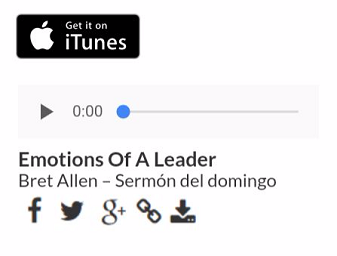 Get it on
iTunes
0:00
Emotions Of A Leader
Bret Allen – Sermón del domingo
g+